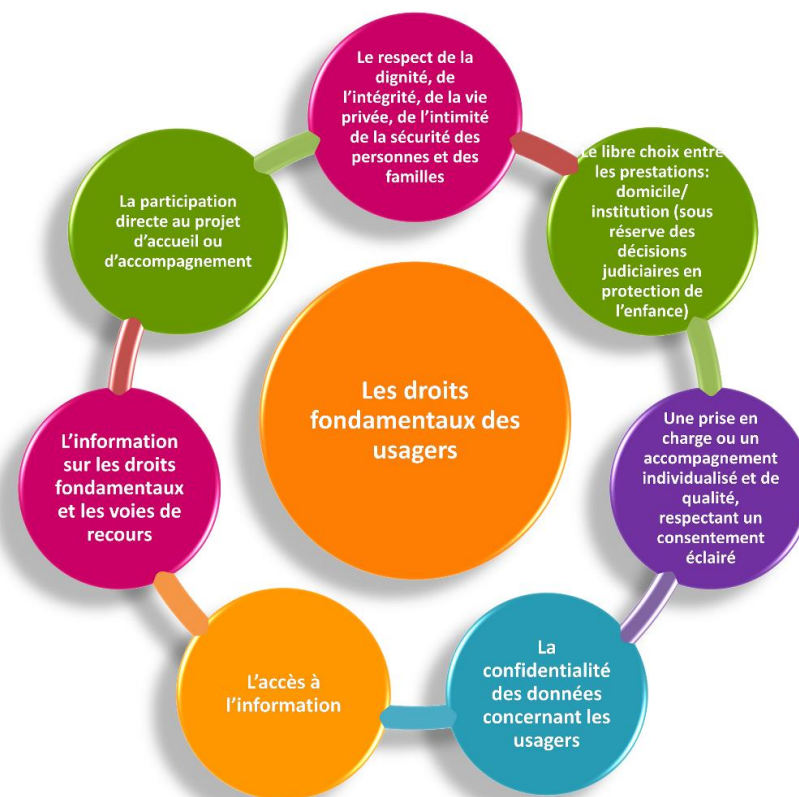 Le respect de la
dignité, de
l'intégrité, de la vie
privée, de l'intimité
de la sécurité des
personnes et des
familles
Le libre choix entre
les prestations:
domicile/
institution (sous
réserve des
décisions
judiciaires en
protection de
l'enfance)
Une prise en
charge ou un
accompagnement
individualisé et de
qualité,
respectant un
consentement
éclairé
La
confidentialité
des données
concernant les
usagers
L'accès à
l'information
L'information
sur les droits
fondamentaux
et les voies de
recours
La participation
directe au projet
d'accueil ou
d'accompagnement
Les droits
fondamentaux des
usagers